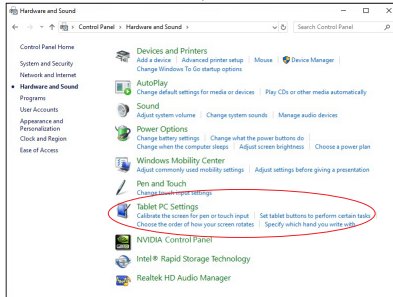 Hardware and Sound
Control Panel > Hardware and Sound >
Search Control Panel
Control Panel Home
System and Security
Network and Internet
Hardware and Sound
Programs
User Accounts
Appearance and
Personalization
Clock and Region
Ease of Access
Devices and Printers
Add a device | Advanced printer setup | Mouse | Device Manager |
Change Windows To Go startup options
AutoPlay
Change default settings for media or devices | Play CDs or other media automatically
Sound
Adjust system volume | Change system sounds | Manage audio devices
Power Options
Change battery settings | Change what the power buttons do |
Change when the computer sleeps | Adjust screen brightness | Choose a power plan
Windows Mobility Center
Adjust commonly used mobility settings | Adjust settings before giving a presentation
Pen and Touch
Change touch input settings
Tablet PC Settings
Calibrate the screen for pen or touch input | Set tablet buttons to perform certain tasks
Choose the order of how your screen rotates | Specify which hand you write with
NVIDIA Control Panel
Intel® Rapid Storage Technology
Realtek HD Audio Manager